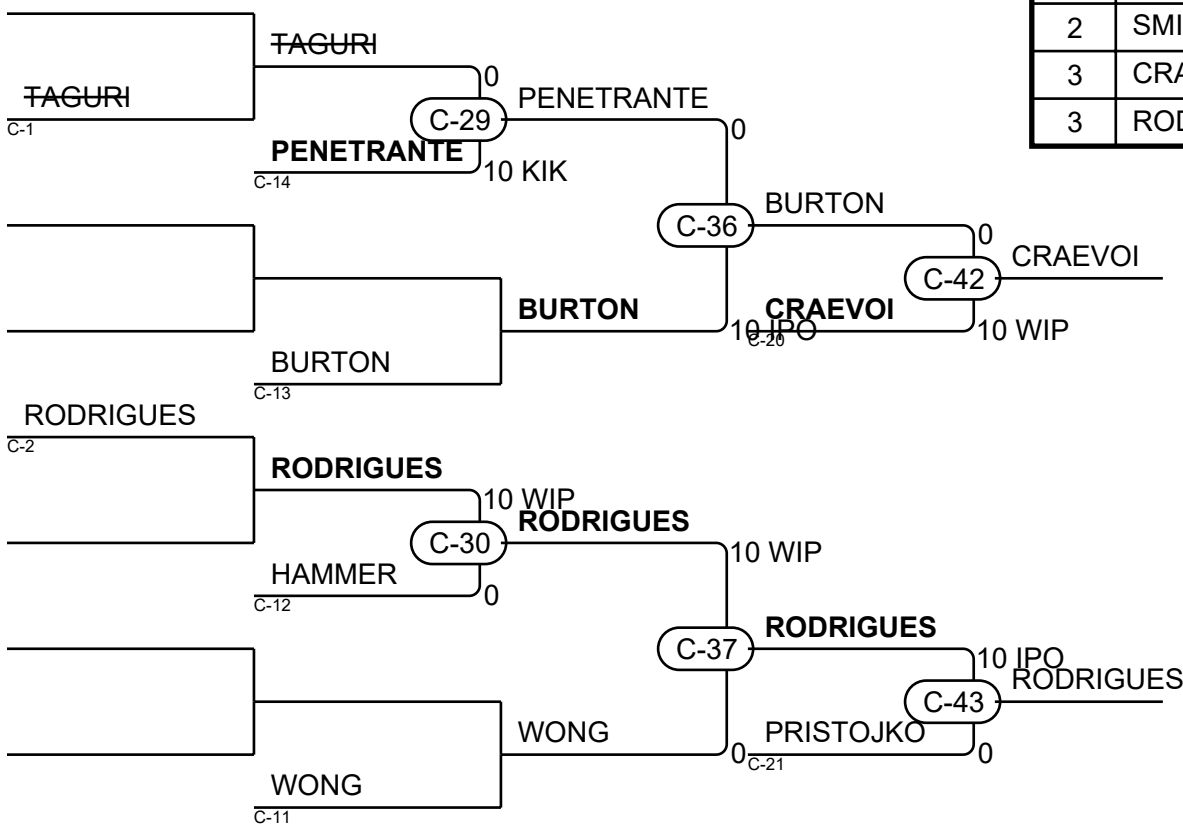 TAGURI
TAGURI
C-1
0
C-29
PENETRANTE
PENETRANTE
C-14
10 KIK
0
C-36
BURTON
BURTON
10 IPO
BURTON
C-13
0
C-42
CRAEVOI
CRAEVOI
C-20
10 WIP
RODRIGUES
C-2
RODRIGUES
10 WIP
C-30
RODRIGUES
HAMMER
C-12
0
10 WIP
C-37
RODRIGUES
WONG
0
WONG
C-11
10 IPO
C-43
RODRIGUES
PRISTOJKO
C-21
0
2
3
3